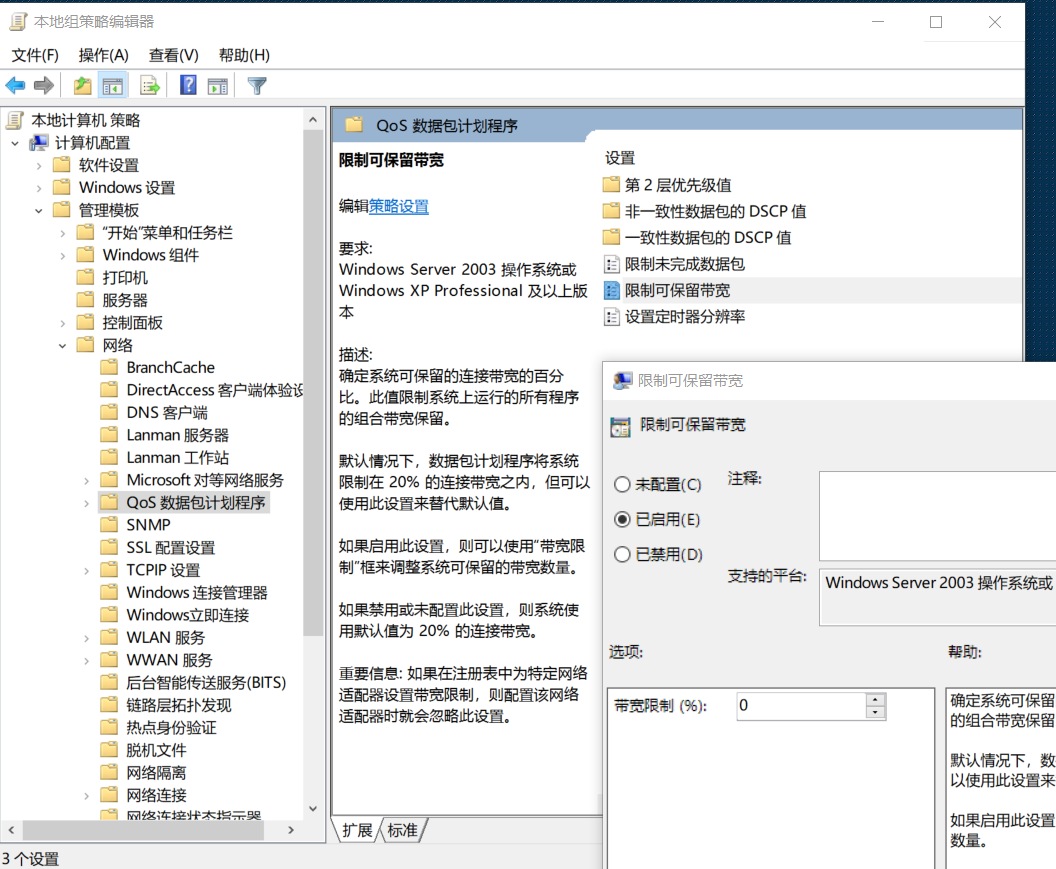 本地组策略编辑器
文件(F) 操作(A) 查看(V) 帮助(H)
本地计算机 策略
计算机配置
软件设置
Windows 设置
管理模板
“开始”菜单和任务栏
Windows 组件
打印机
服务器
控制面板
网络
BranchCache
DirectAccess 客户端体验设
DNS 客户端
Lanman 服务器
Lanman 工作站
Microsoft 对等网络服务
QoS 数据包计划程序
SNMP
SSL 配置设置
TCPIP 设置
Windows 连接管理器
Windows立即连接
WLAN 服务
WWAN 服务
后台智能传送服务(BITS)
链路层拓扑发现
热点身份验证
脱机文件
网络隔离
网络连接
网络连接状态指示器
3 个设置
QoS 数据包计划程序
限制可保留带宽
编辑策略设置
要求:
Windows Server 2003 操作系统或
Windows XP Professional 及以上版
本
描述:
确定系统可保留的连接带宽的百分
比。此值限制系统上运行的所有程序
的组合带宽保留。
默认情况下，数据包计划程序将系统
限制在 20% 的连接带宽之内，但可以
使用此设置来替代默认值。
如果启用此设置，则可以使用“带宽限
制”框来调整系统可保留的带宽数量。
如果禁用或未配置此设置，则系统使
用默认值为 20% 的连接带宽。
重要信息: 如果在注册表中为特定网络
适配器设置带宽限制，则配置该网络
适配器时就会忽略此设置。
扩展 标准
设置
第 2 层优先级值
非一致性数据包的 DSCP 值
一致性数据包的 DSCP 值
限制未完成数据包
限制可保留带宽
设置定时器分辨率
限制可保留带宽
限制可保留带宽
未配置(C) 注释:
已启用(E)
已禁用(D)
支持的平台: Windows Server 2003 操作系统或
选项: 帮助:
带宽限制 (%): 0
确定系统可保留
的组合带宽保留
默认情况下，数
以使用此设置来
如果启用此设置
数量。